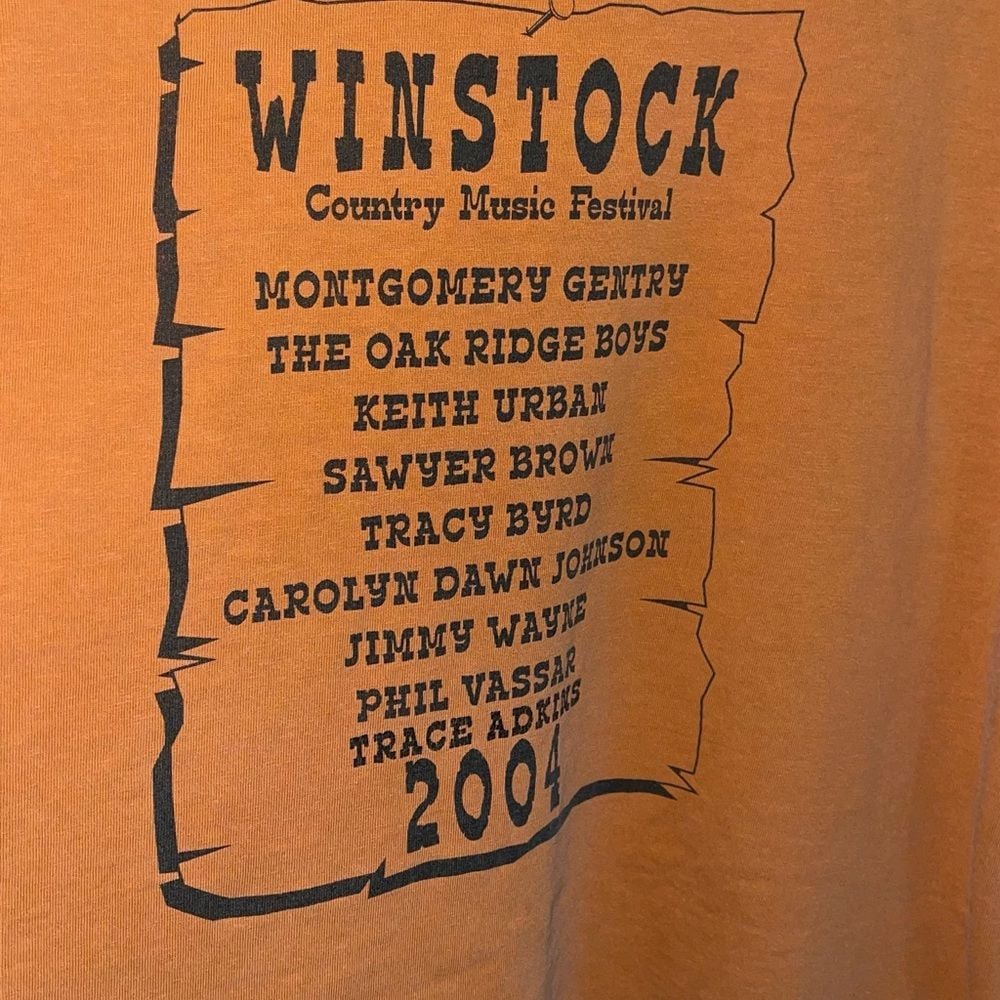 WINSTOCK
Country Music Festival
MONTGOMERY GENTRY
THE OAK RIDGE BOYS
KEITH URBAN
SAWYER BROWN
TRACY BYRD
CAROLYN DAWN JOHNSON
JIMMY WAYNE
PHIL VASSAR
TRACE ADKINS
2004